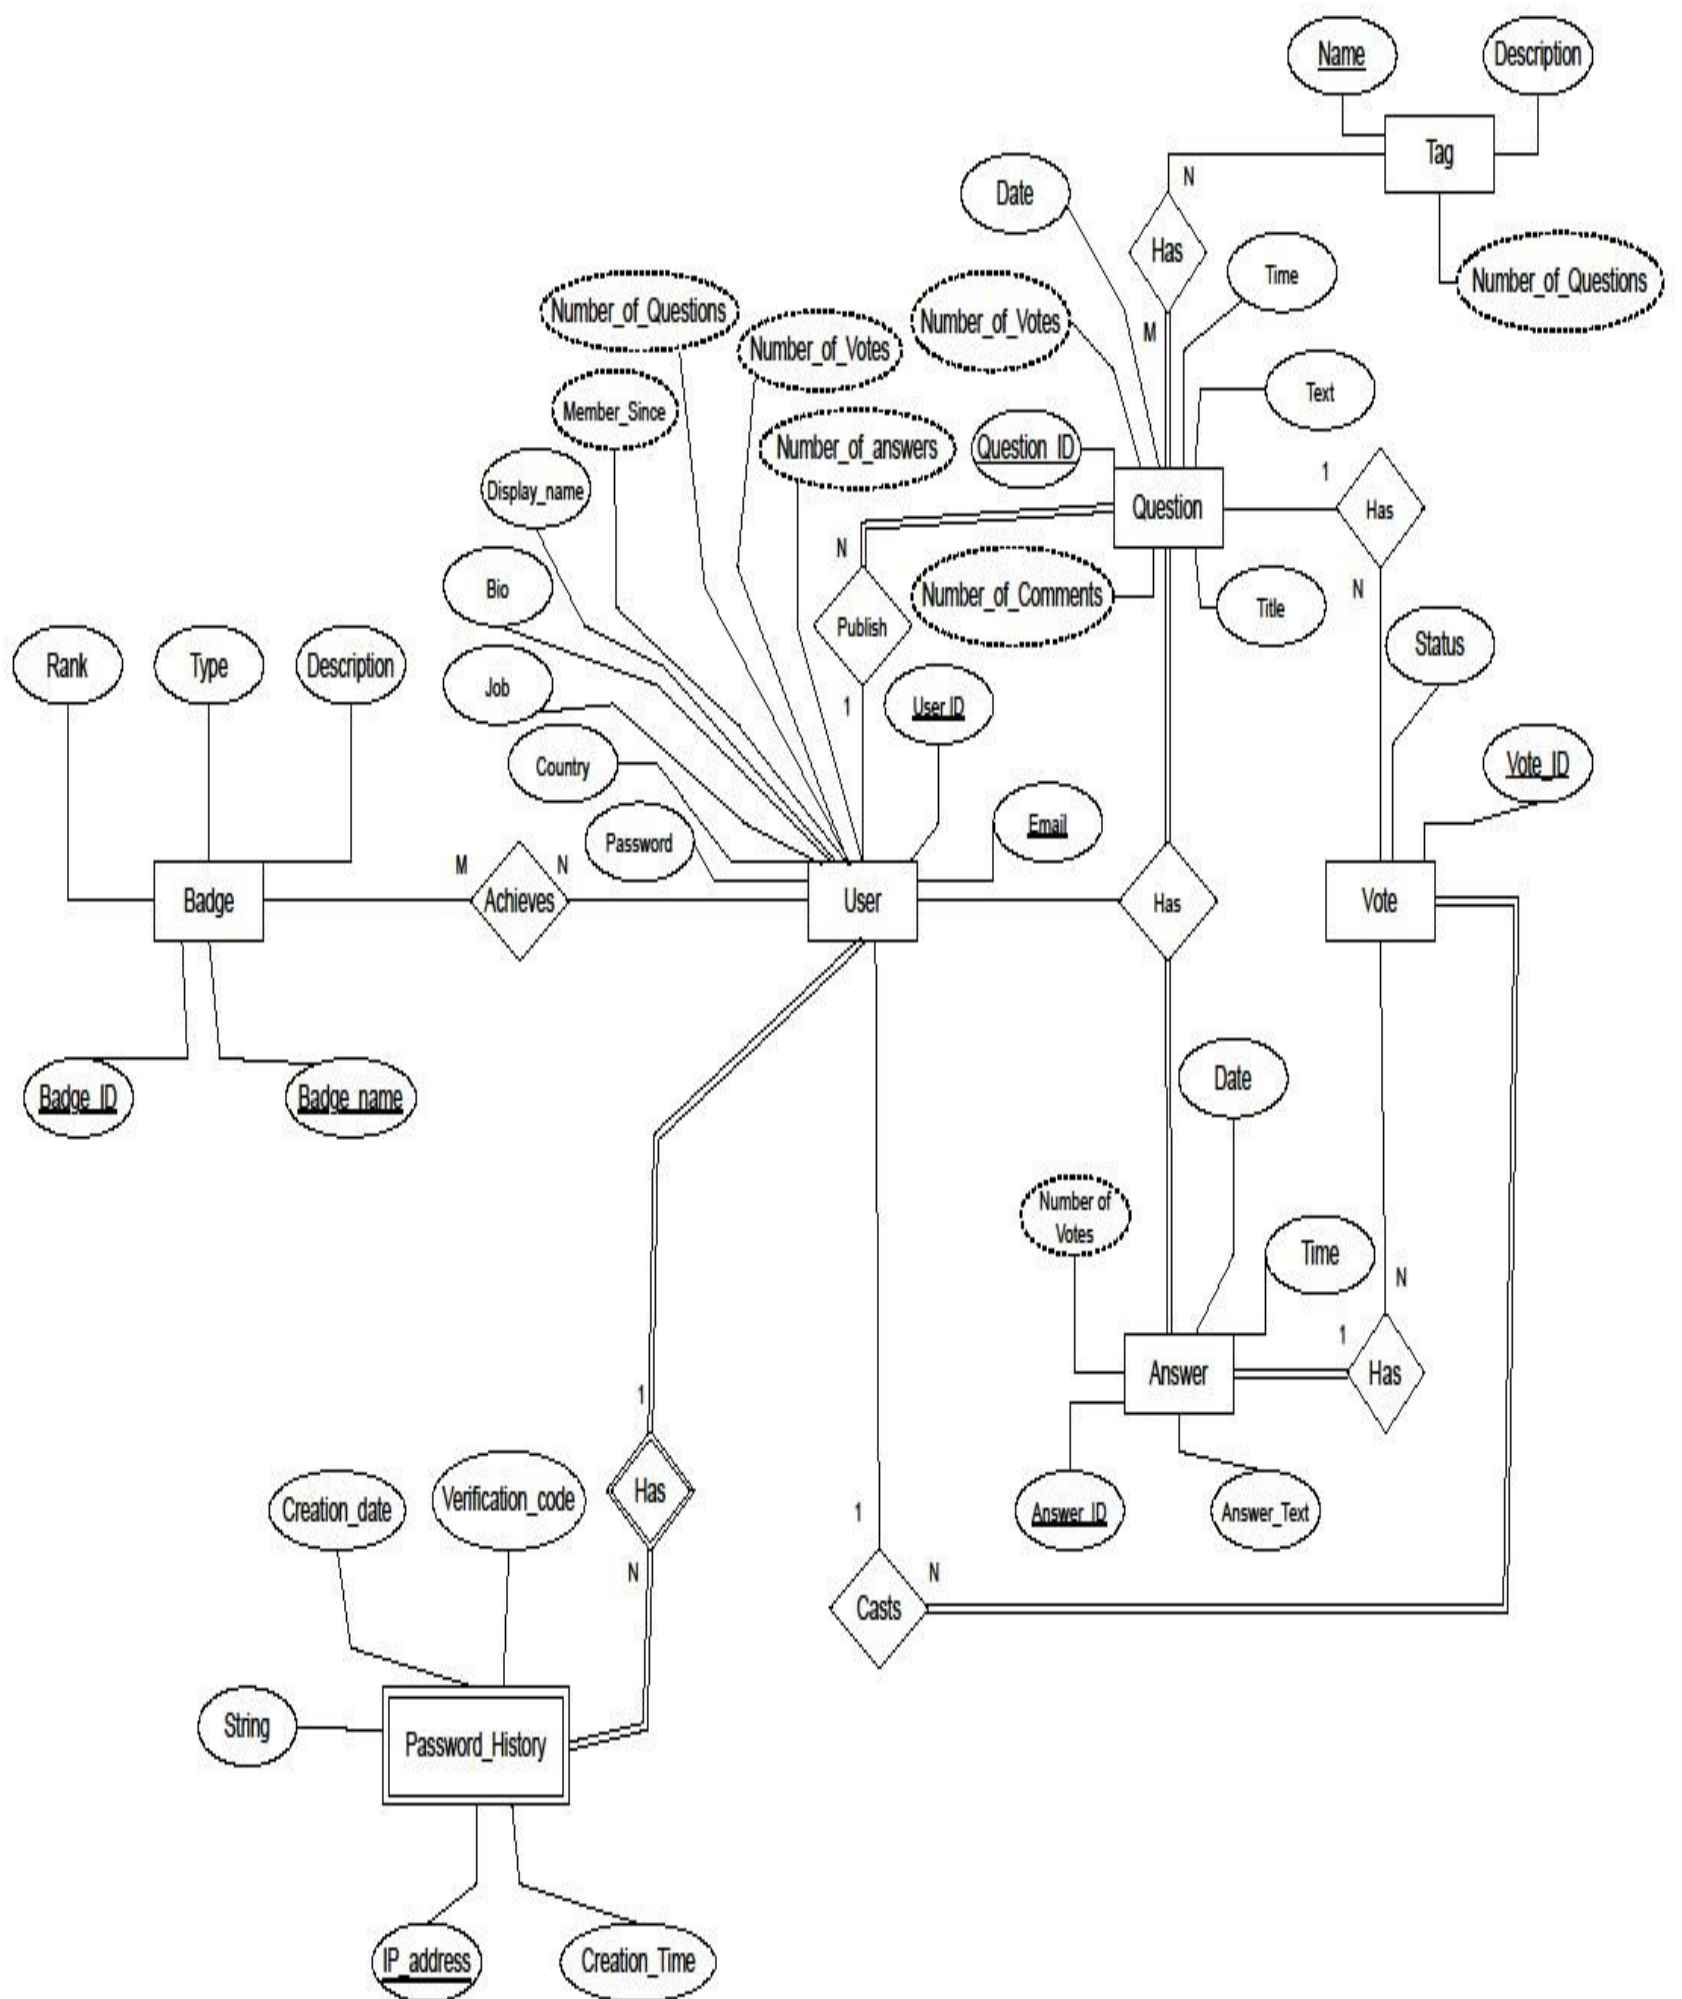 Name
Description
Tag
N
Date
Has
Time
Number_of_Questions
Number_of_Questions
Number_of_Votes
Number_of_Votes
M
Member_Since
Text
Number_of_answers
Question_ID
1
Display_name
Question
Has
N
Bio
Number_of_Comments
N
Title
Publish
Status
Rank
Type
Description
Job
1
User ID
Vote_ID
Country
Email
Password
M
N
Badge
Achieves
User
Has
Vote
Date
Badge_ID
Badge_name
Number of
Votes
Time
N
1
Answer
Has
1
Creation_date
Verification_code
Has
1
Answer_ID
Answer_Text
N
N
Casts
String
Password_History
IP_address
Creation_Time